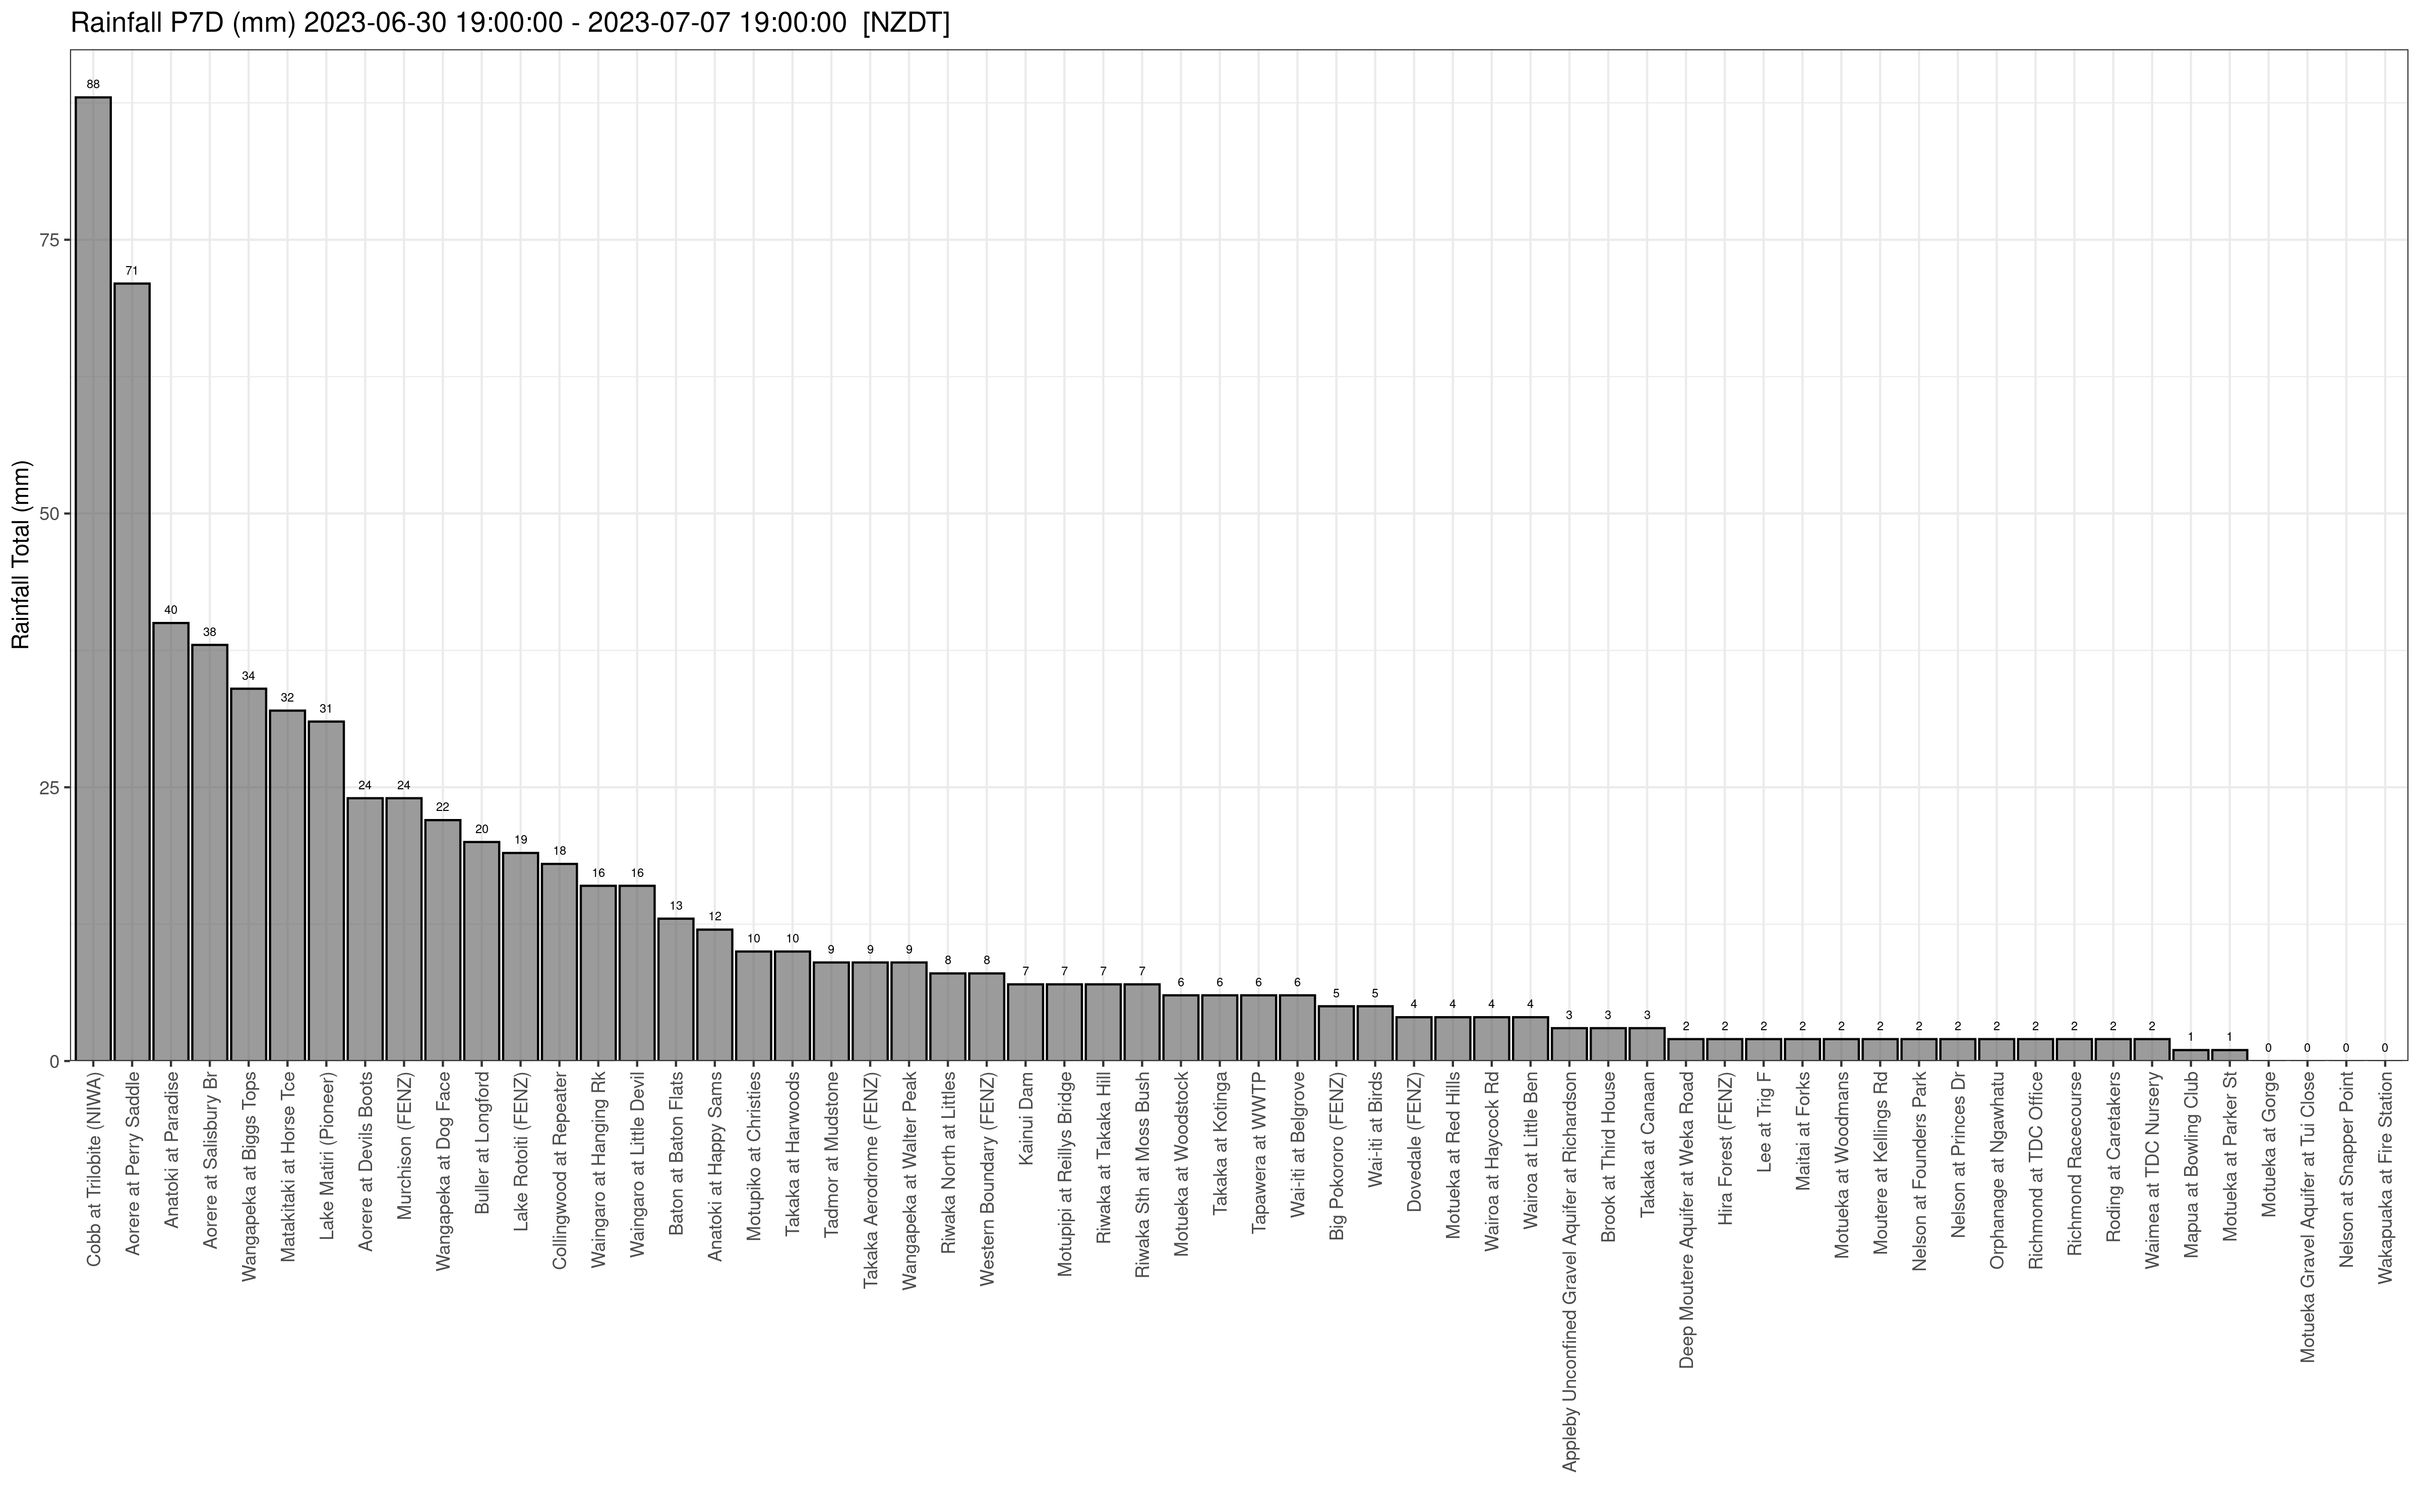 Rainfall P7D (mm) 2023-06-30 19:00:00 - 2023-07-07 19:00:00 [NZDT]
Rainfall Total (mm)
75
50
25
0
88
71
40
38
34
32
31
24
24
22
20
19
18
16
16
13
12
10
10
9
9
9
8
8
7
7
7
7
6
6
6
6
5
5
4
4
4
4
3
3
3
2
2
2
2
2
2
2
2
2
2
2
2
2
1
1
0
0
0
0
Cobb at Trilobite (NIWA)
Aorere at Perry Saddle
Anatoki at Paradise
Aorere at Salisbury Br
Wangapeka at Biggs Tops
Matakitaki at Horse Tce
Lake Matiri (Pioneer)
Aorere at Devils Boots
Murchison (FENZ)
Wangapeka at Dog Face
Buller at Longford
Lake Rotoiti (FENZ)
Collingwood at Repeater
Waingaro at Hanging Rk
Waingaro at Little Devil
Baton at Baton Flats
Anatoki at Happy Sams
Motupiko at Christies
Takaka at Harwoods
Tadmor at Mudstone
Takaka Aerodrome (FENZ)
Wangapeka at Walter Peak
Riwaka North at Littles
Western Boundary (FENZ)
Kainui Dam
Motupipi at Reillys Bridge
Riwaka at Takaka Hill
Riwaka Sth at Moss Bush
Motueka at Woodstock
Takaka at Kotinga
Tapawera at WWTP
Wai-iti at Belgrove
Big Pokororo (FENZ)
Wai-iti at Birds
Dovedale (FENZ)
Motueka at Red Hills
Wairoa at Haycock Rd
Wairoa at Little Ben
Appleby Unconfined Gravel Aquifer at Richardson
Brook at Third House
Takaka at Canaan
Deep Moutere Aquifer at Weka Road
Hira Forest (FENZ)
Lee at Trig F
Maitai at Forks
Motueka at Woodmans
Moutere at Kellings Rd
Nelson at Founders Park
Nelson at Princes Dr
Orphanage at Ngawhatu
Richmond at TDC Office
Richmond Racecourse
Roding at Caretakers
Waimea at TDC Nursery
Mapua at Bowling Club
Motueka at Parker St
Motueka at Gorge
Motueka Gravel Aquifer at Tui Close
Nelson at Snapper Point
Wakapuaka at Fire Station